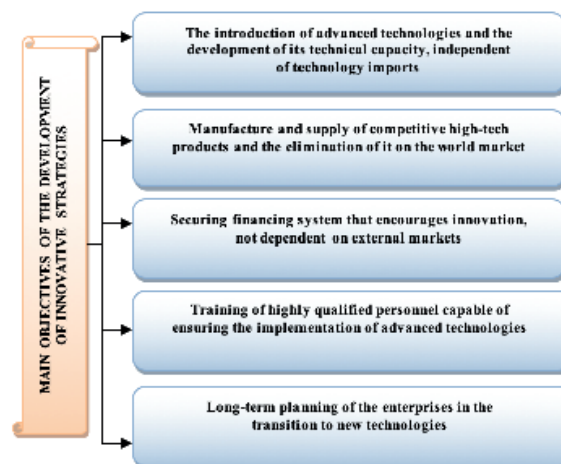 MAIN OBJECTIVES OF THE DEVELOPMENT
OF INNOVATIVE STRATEGIES
The introduction of advanced technologies and the
development of its technical capacity, independent
of technology imports
Manufacture and supply of competitive high-tech
products and the elimination of it on the world market
Securing financing system that encourages innovation,
not dependent on external markets
Training of highly qualified personnel capable of
ensuring the implementation of advanced technologies
Long-term planning of the enterprises in the
transition to new technologies